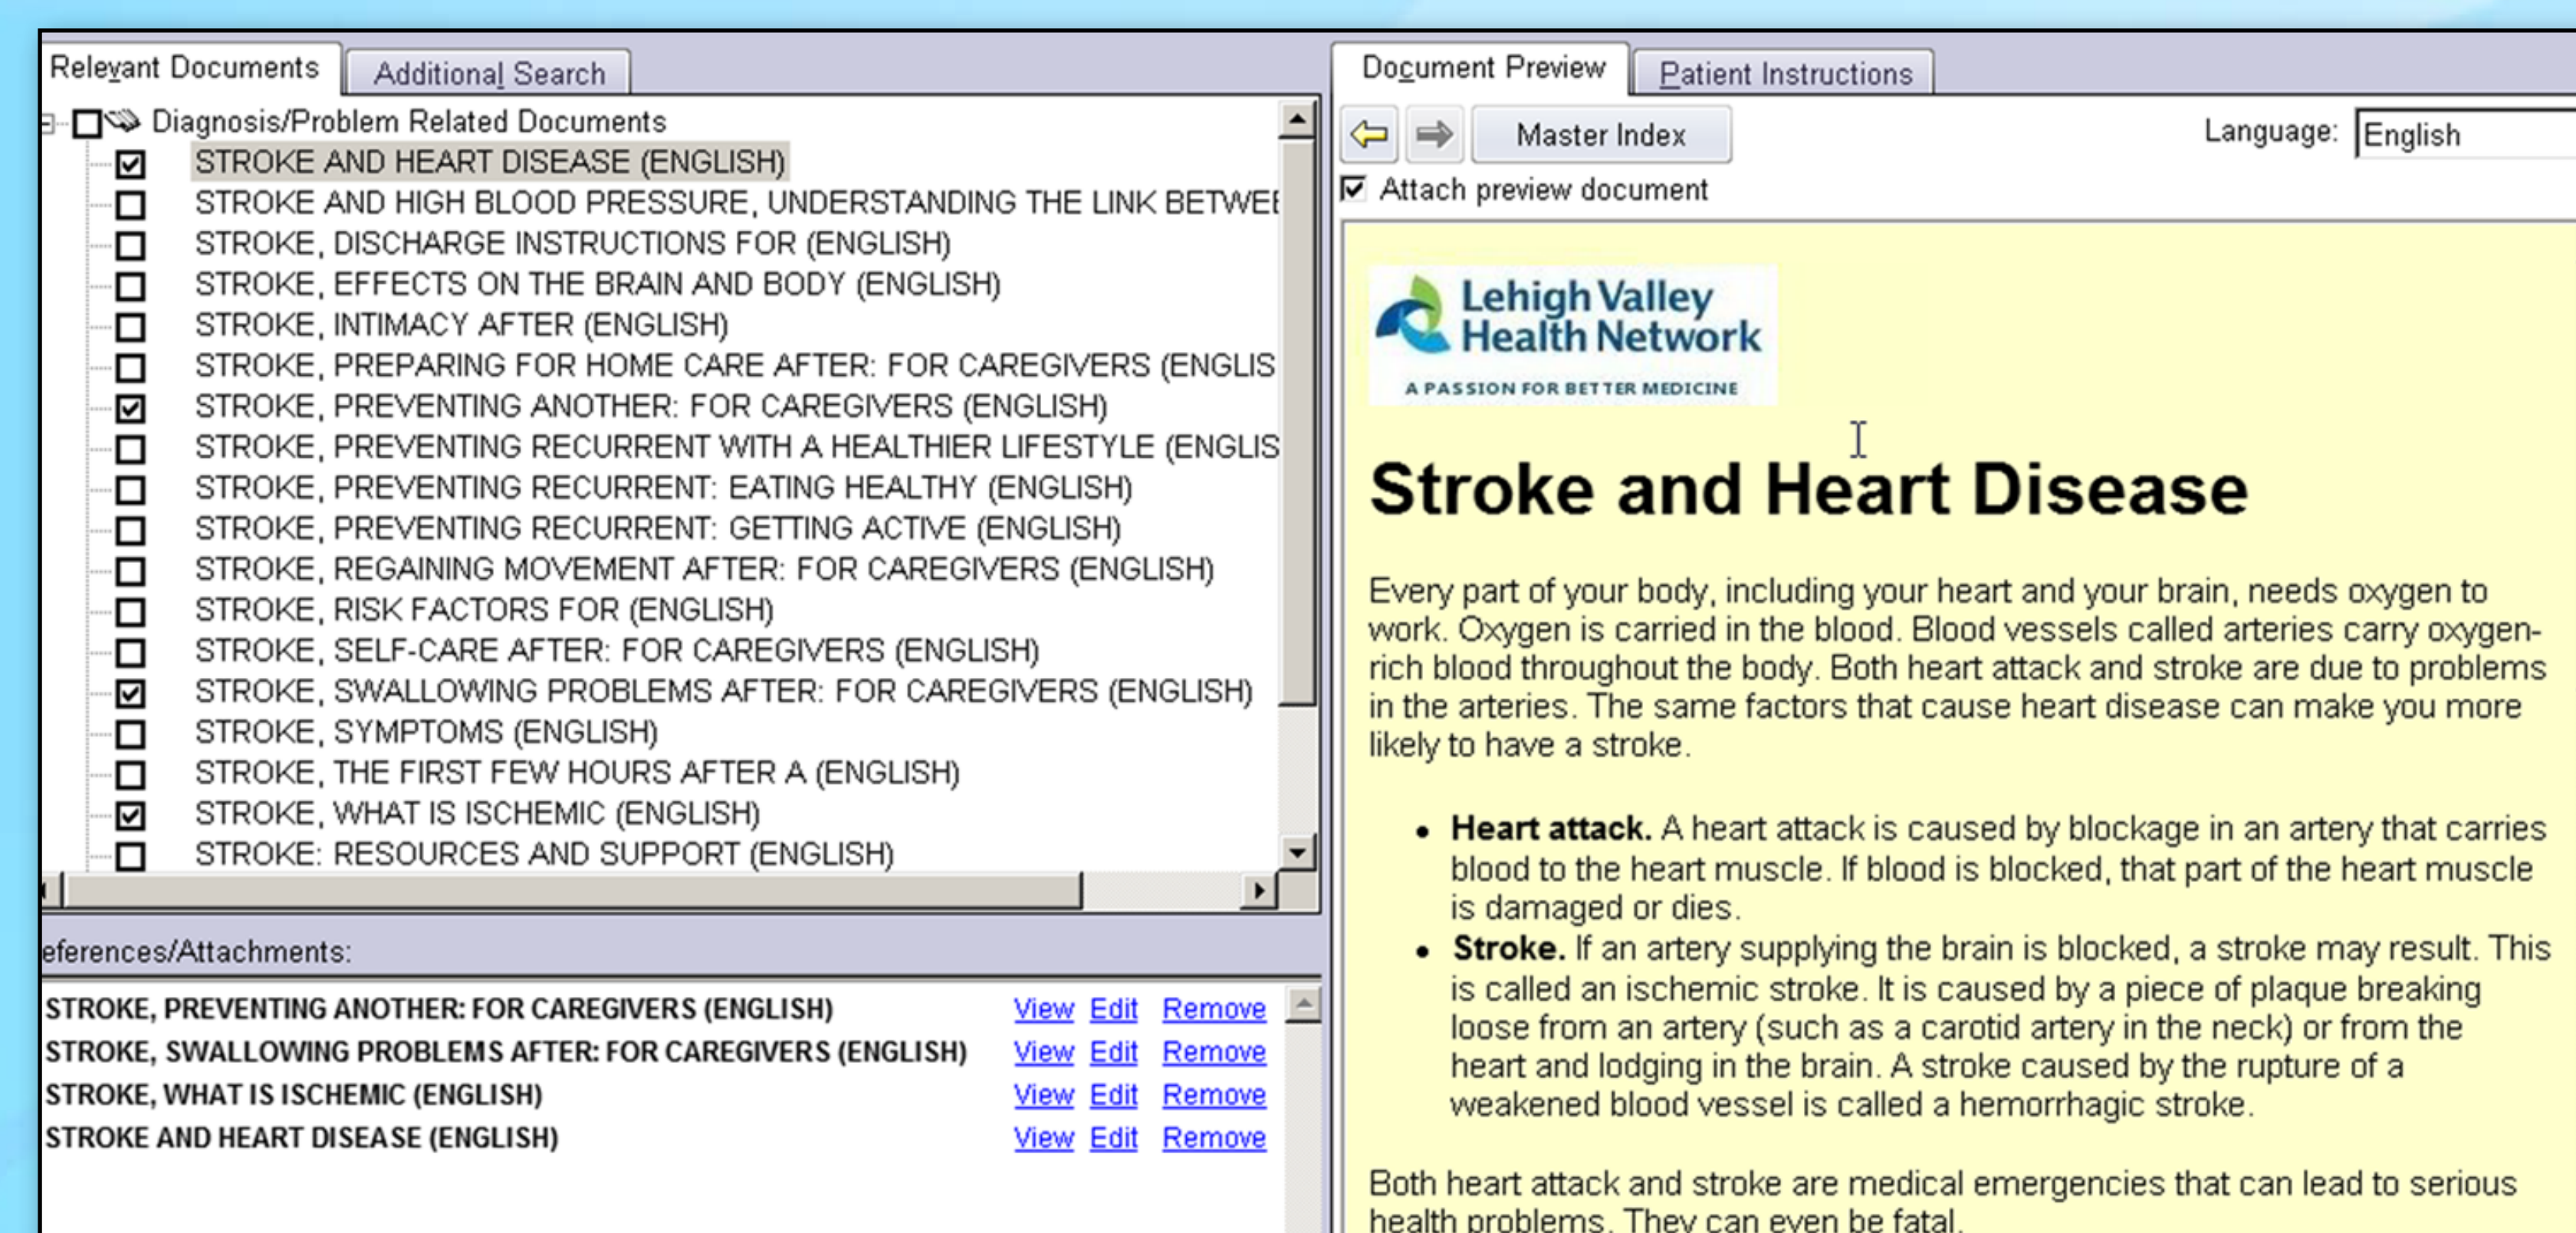 Relevant Documents
Additional Search
Diagnosis/Problem Related Documents
STROKE AND HEART DISEASE (ENGLISH)
STROKE AND HIGH BLOOD PRESSURE, UNDERSTANDING THE LINK BETWEE
STROKE, DISCHARGE INSTRUCTIONS FOR (ENGLISH)
STROKE, EFFECTS ON THE BRAIN AND BODY (ENGLISH)
STROKE, INTIMACY AFTER (ENGLISH)
STROKE, PREPARING FOR HOME CARE AFTER: FOR CAREGIVERS (ENGLIS
STROKE, PREVENTING ANOTHER: FOR CAREGIVERS (ENGLISH)
STROKE, PREVENTING RECURRENT WITH A HEALTHIER LIFESTYLE (ENGLIS
STROKE, PREVENTING RECURRENT: EATING HEALTHY (ENGLISH)
STROKE, PREVENTING RECURRENT: GETTING ACTIVE (ENGLISH)
STROKE, REGAINING MOVEMENT AFTER: FOR CAREGIVERS (ENGLISH)
STROKE, RISK FACTORS FOR (ENGLISH)
STROKE, SELF-CARE AFTER: FOR CAREGIVERS (ENGLISH)
STROKE, SWALLOWING PROBLEMS AFTER: FOR CAREGIVERS (ENGLISH)
STROKE, SYMPTOMS (ENGLISH)
STROKE, THE FIRST FEW HOURS AFTER A (ENGLISH)
STROKE, WHAT IS ISCHEMIC (ENGLISH)
STROKE: RESOURCES AND SUPPORT (ENGLISH)
eferences/Attachments:
STROKE, PREVENTING ANOTHER: FOR CAREGIVERS (ENGLISH) View Edit Remove
STROKE, SWALLOWING PROBLEMS AFTER: FOR CAREGIVERS (ENGLISH) View Edit Remove
STROKE, WHAT IS ISCHEMIC (ENGLISH) View Edit Remove
STROKE AND HEART DISEASE (ENGLISH) View Edit Remove
Document Preview
Patient Instructions
Master Index
Language: English
Attach preview document
Lehigh Valley
Health Network
A PASSION FOR BETTER MEDICINE
Stroke and Heart Disease
Every part of your body, including your heart and your brain, needs oxygen to
work. Oxygen is carried in the blood. Blood vessels called arteries carry oxygen-
rich blood throughout the body. Both heart attack and stroke are due to problems
in the arteries. The same factors that cause heart disease can make you more
likely to have a stroke.
• Heart attack. A heart attack is caused by blockage in an artery that carries
blood to the heart muscle. If blood is blocked, that part of the heart muscle
is damaged or dies.
• Stroke. If an artery supplying the brain is blocked, a stroke may result. This
is called an ischemic stroke. It is caused by a piece of plaque breaking
loose from an artery (such as a carotid artery in the neck) or from the
heart and lodging in the brain. A stroke caused by the rupture of a
weakened blood vessel is called a hemorrhagic stroke.
Both heart attack and stroke are medical emergencies that can lead to serious
health problems. They can even be fatal.